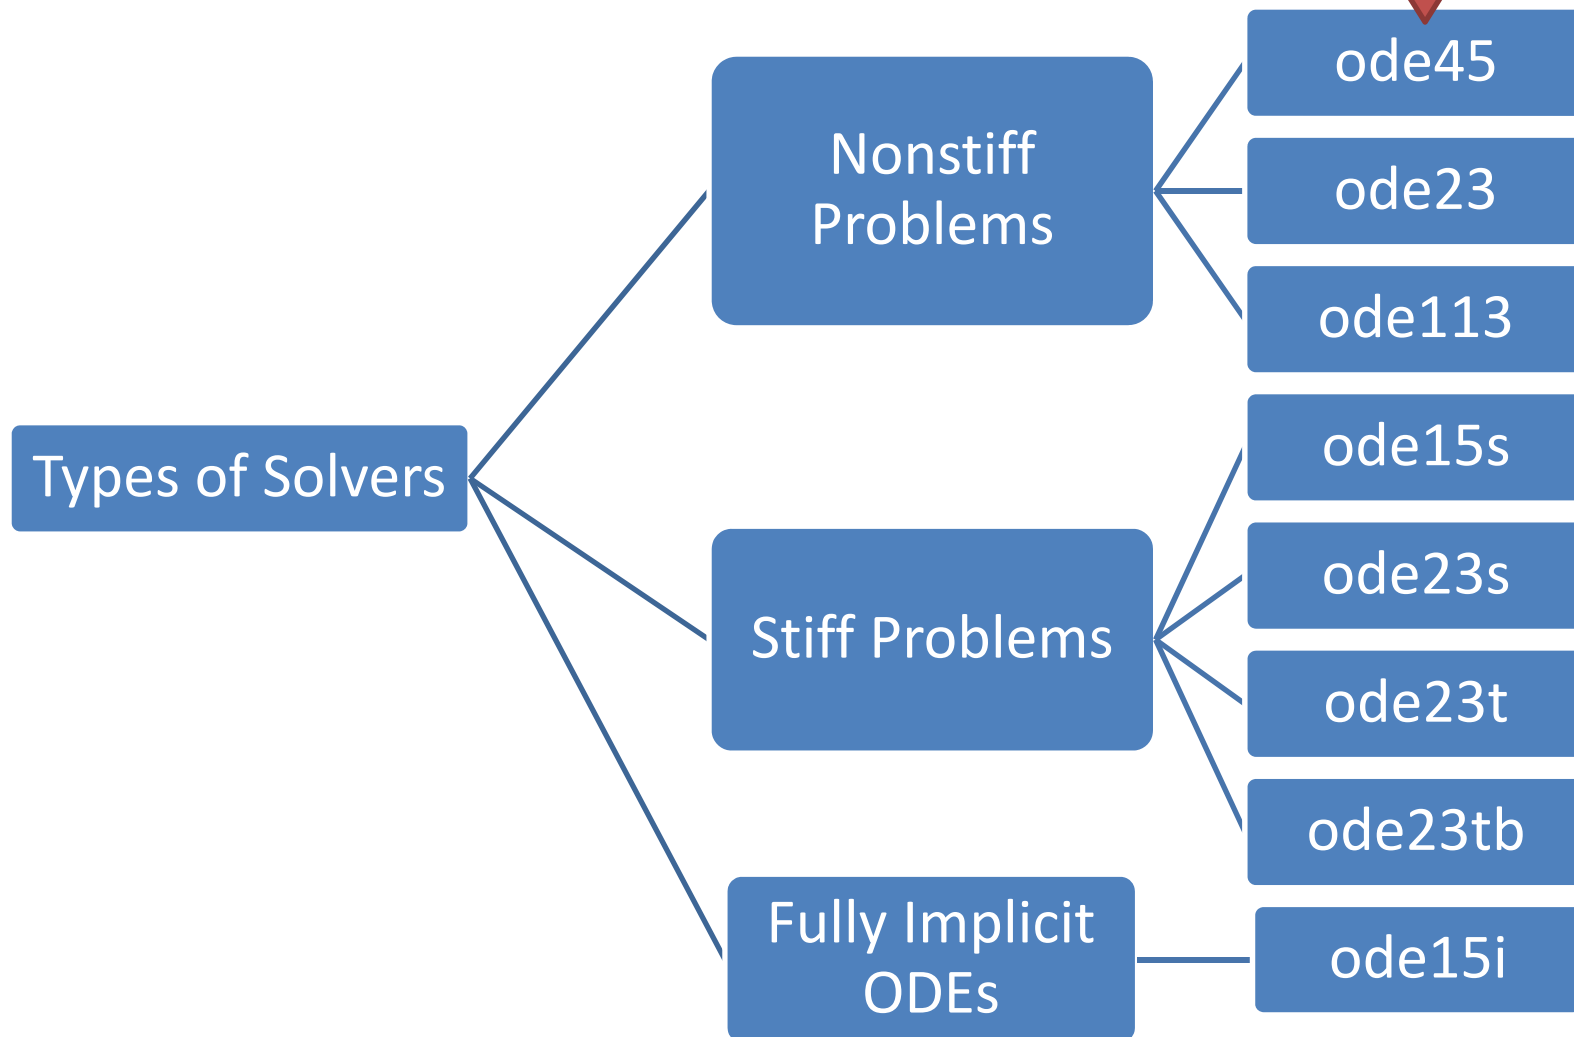 Types of Solvers
Nonstiff
Problems
ode45
ode23
ode113
Stiff Problems
ode15s
ode23s
ode23t
ode23tb
Fully Implicit
ODEs
ode15i